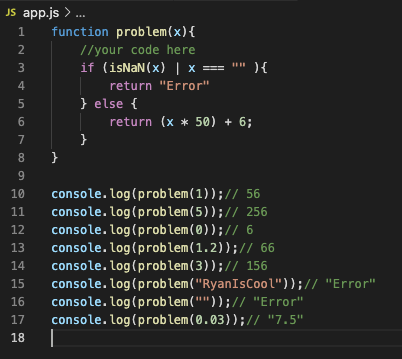 JS app.js > ...
1 function problem(x){
2     //your code here
3     if (isNaN(x) | x === "" ){
4         return "Error"
5     } else {
6         return (x * 50) + 6;
7     }
8 }
9
10 console.log(problem(1));// 56
11 console.log(problem(5));// 256
12 console.log(problem(0));// 6
13 console.log(problem(1.2));// 66
14 console.log(problem(3));// 156
15 console.log(problem("RyanIsCool"));// "Error"
16 console.log(problem(""));// "Error"
17 console.log(problem(0.03));// "7.5"
18